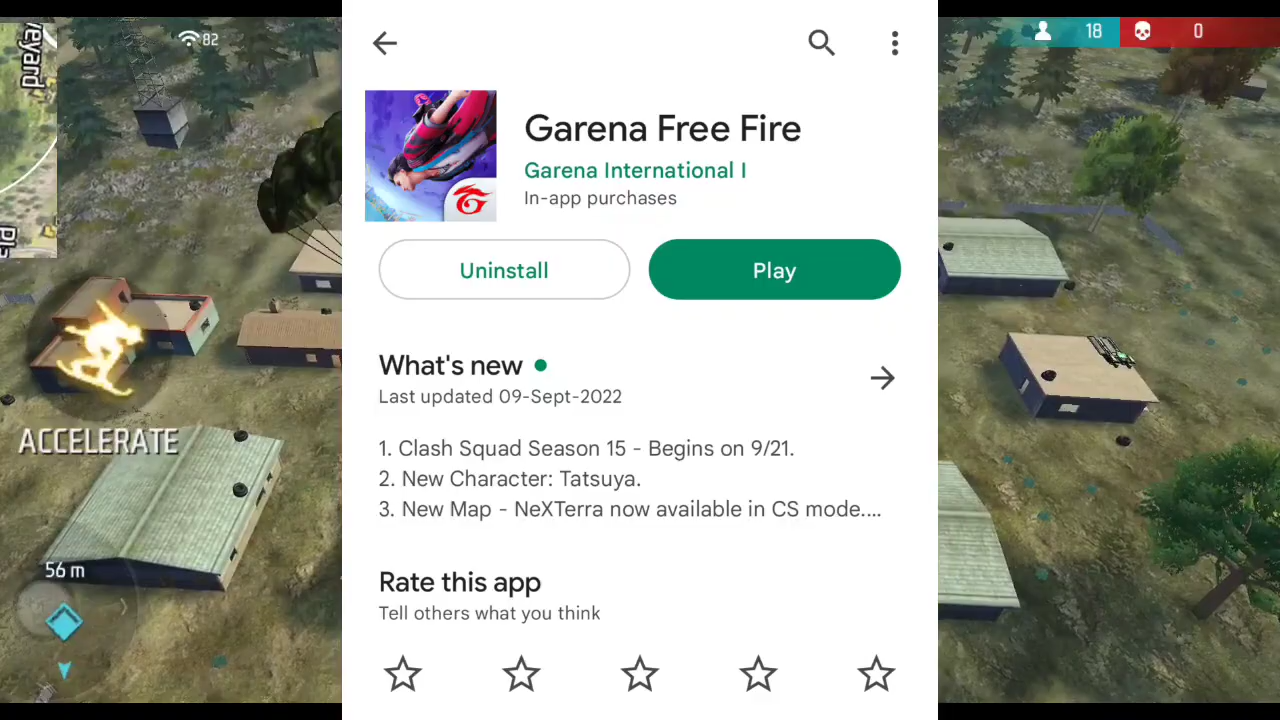 veyard
82
18
0
Garena Free Fire
Garena International I
In-app purchases
Uninstall
Play
What's new
Last updated 09-Sept-2022
1. Clash Squad Season 15 - Begins on 9/21.
2. New Character: Tatsuya.
3. New Map - NeXTerra now available in CS mode....
Rate this app
Tell others what you think
Pl
ACCELERATE
56 m